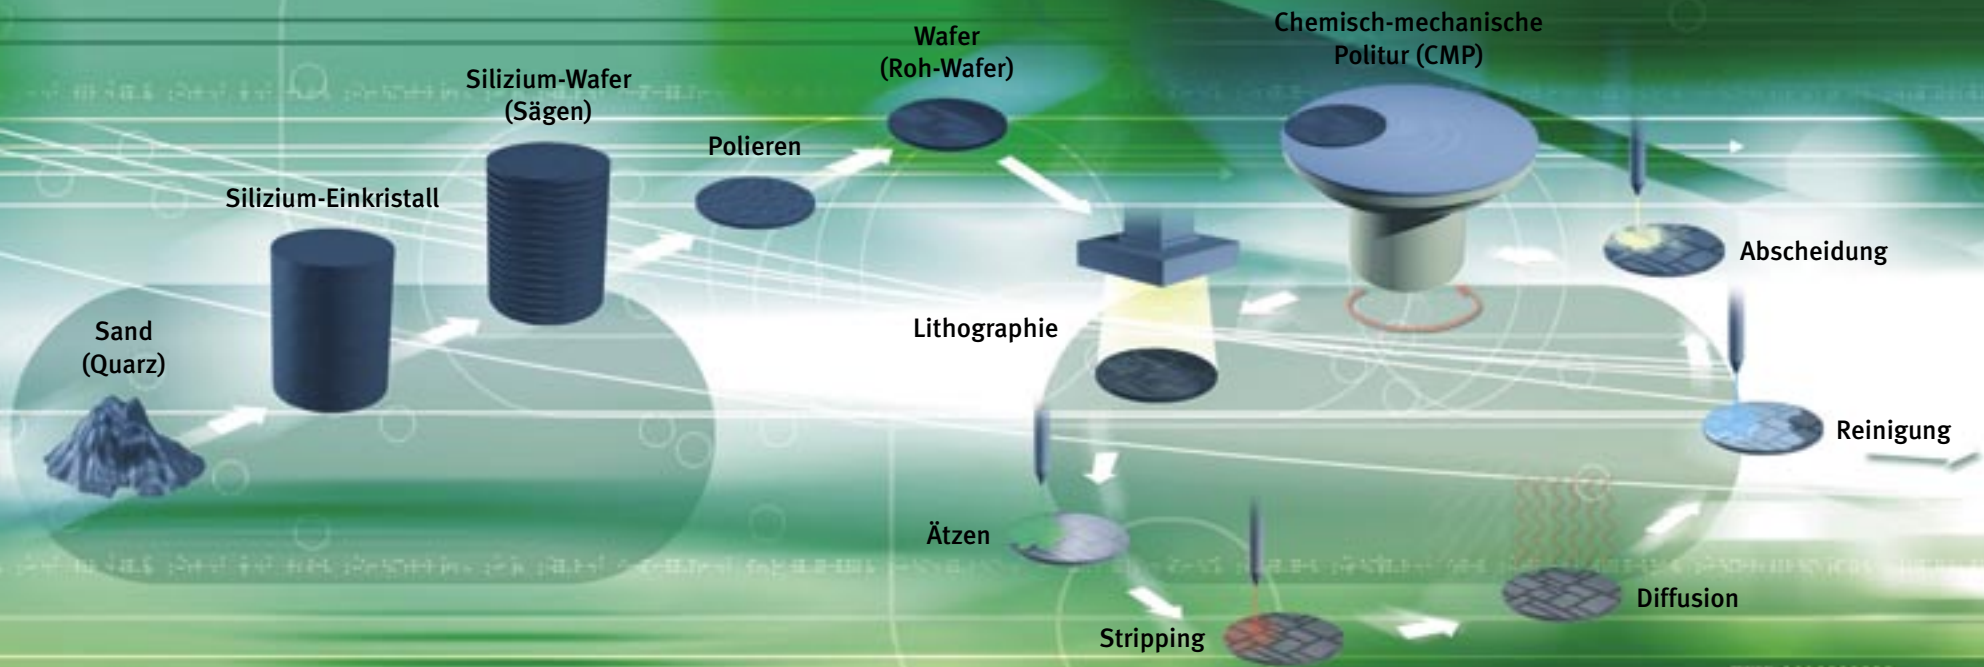 Sand
(Quarz)
Silizium-Einkristall
Silizium-Wafer
(Sägen)
Polieren
Wafer
(Roh-Wafer)
Lithographie
Ätzen
Stripping
Diffusion
Reinigung
Abscheidung
Chemisch-mechanische
Politur (CMP)